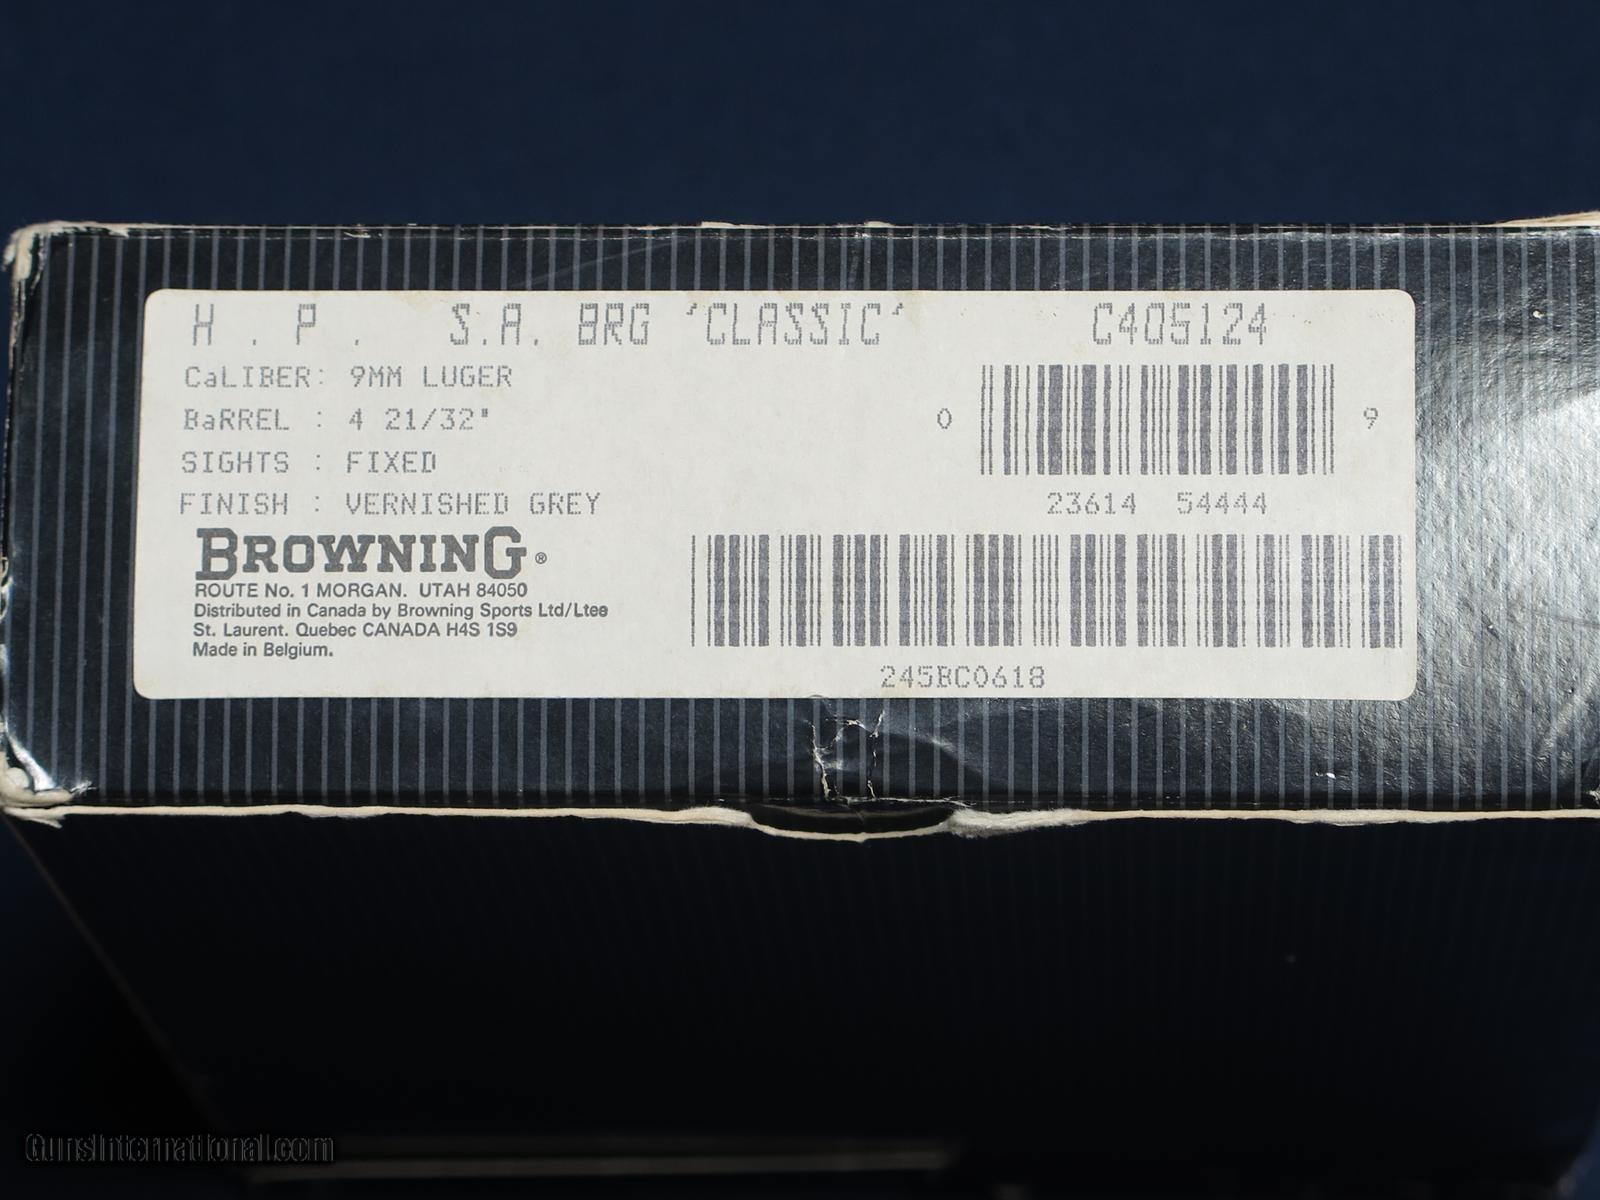 H . P . S.A. BRG 'CLASSIC' C405124
CaLIBER: 9MM LUGER
BaRREL : 4 21/32"
0 9
SIGHTS : FIXED
FINISH : VERNISHED GREY
23614 54444
BROWNING®
ROUTE No. 1 MORGAN. UTAH 84050
Distributed in Canada by Browning Sports Ltd/Ltee
St. Laurent. Quebec CANADA H4S 1S9
Made in Belgium.
245BC0618
GunsInternational.com